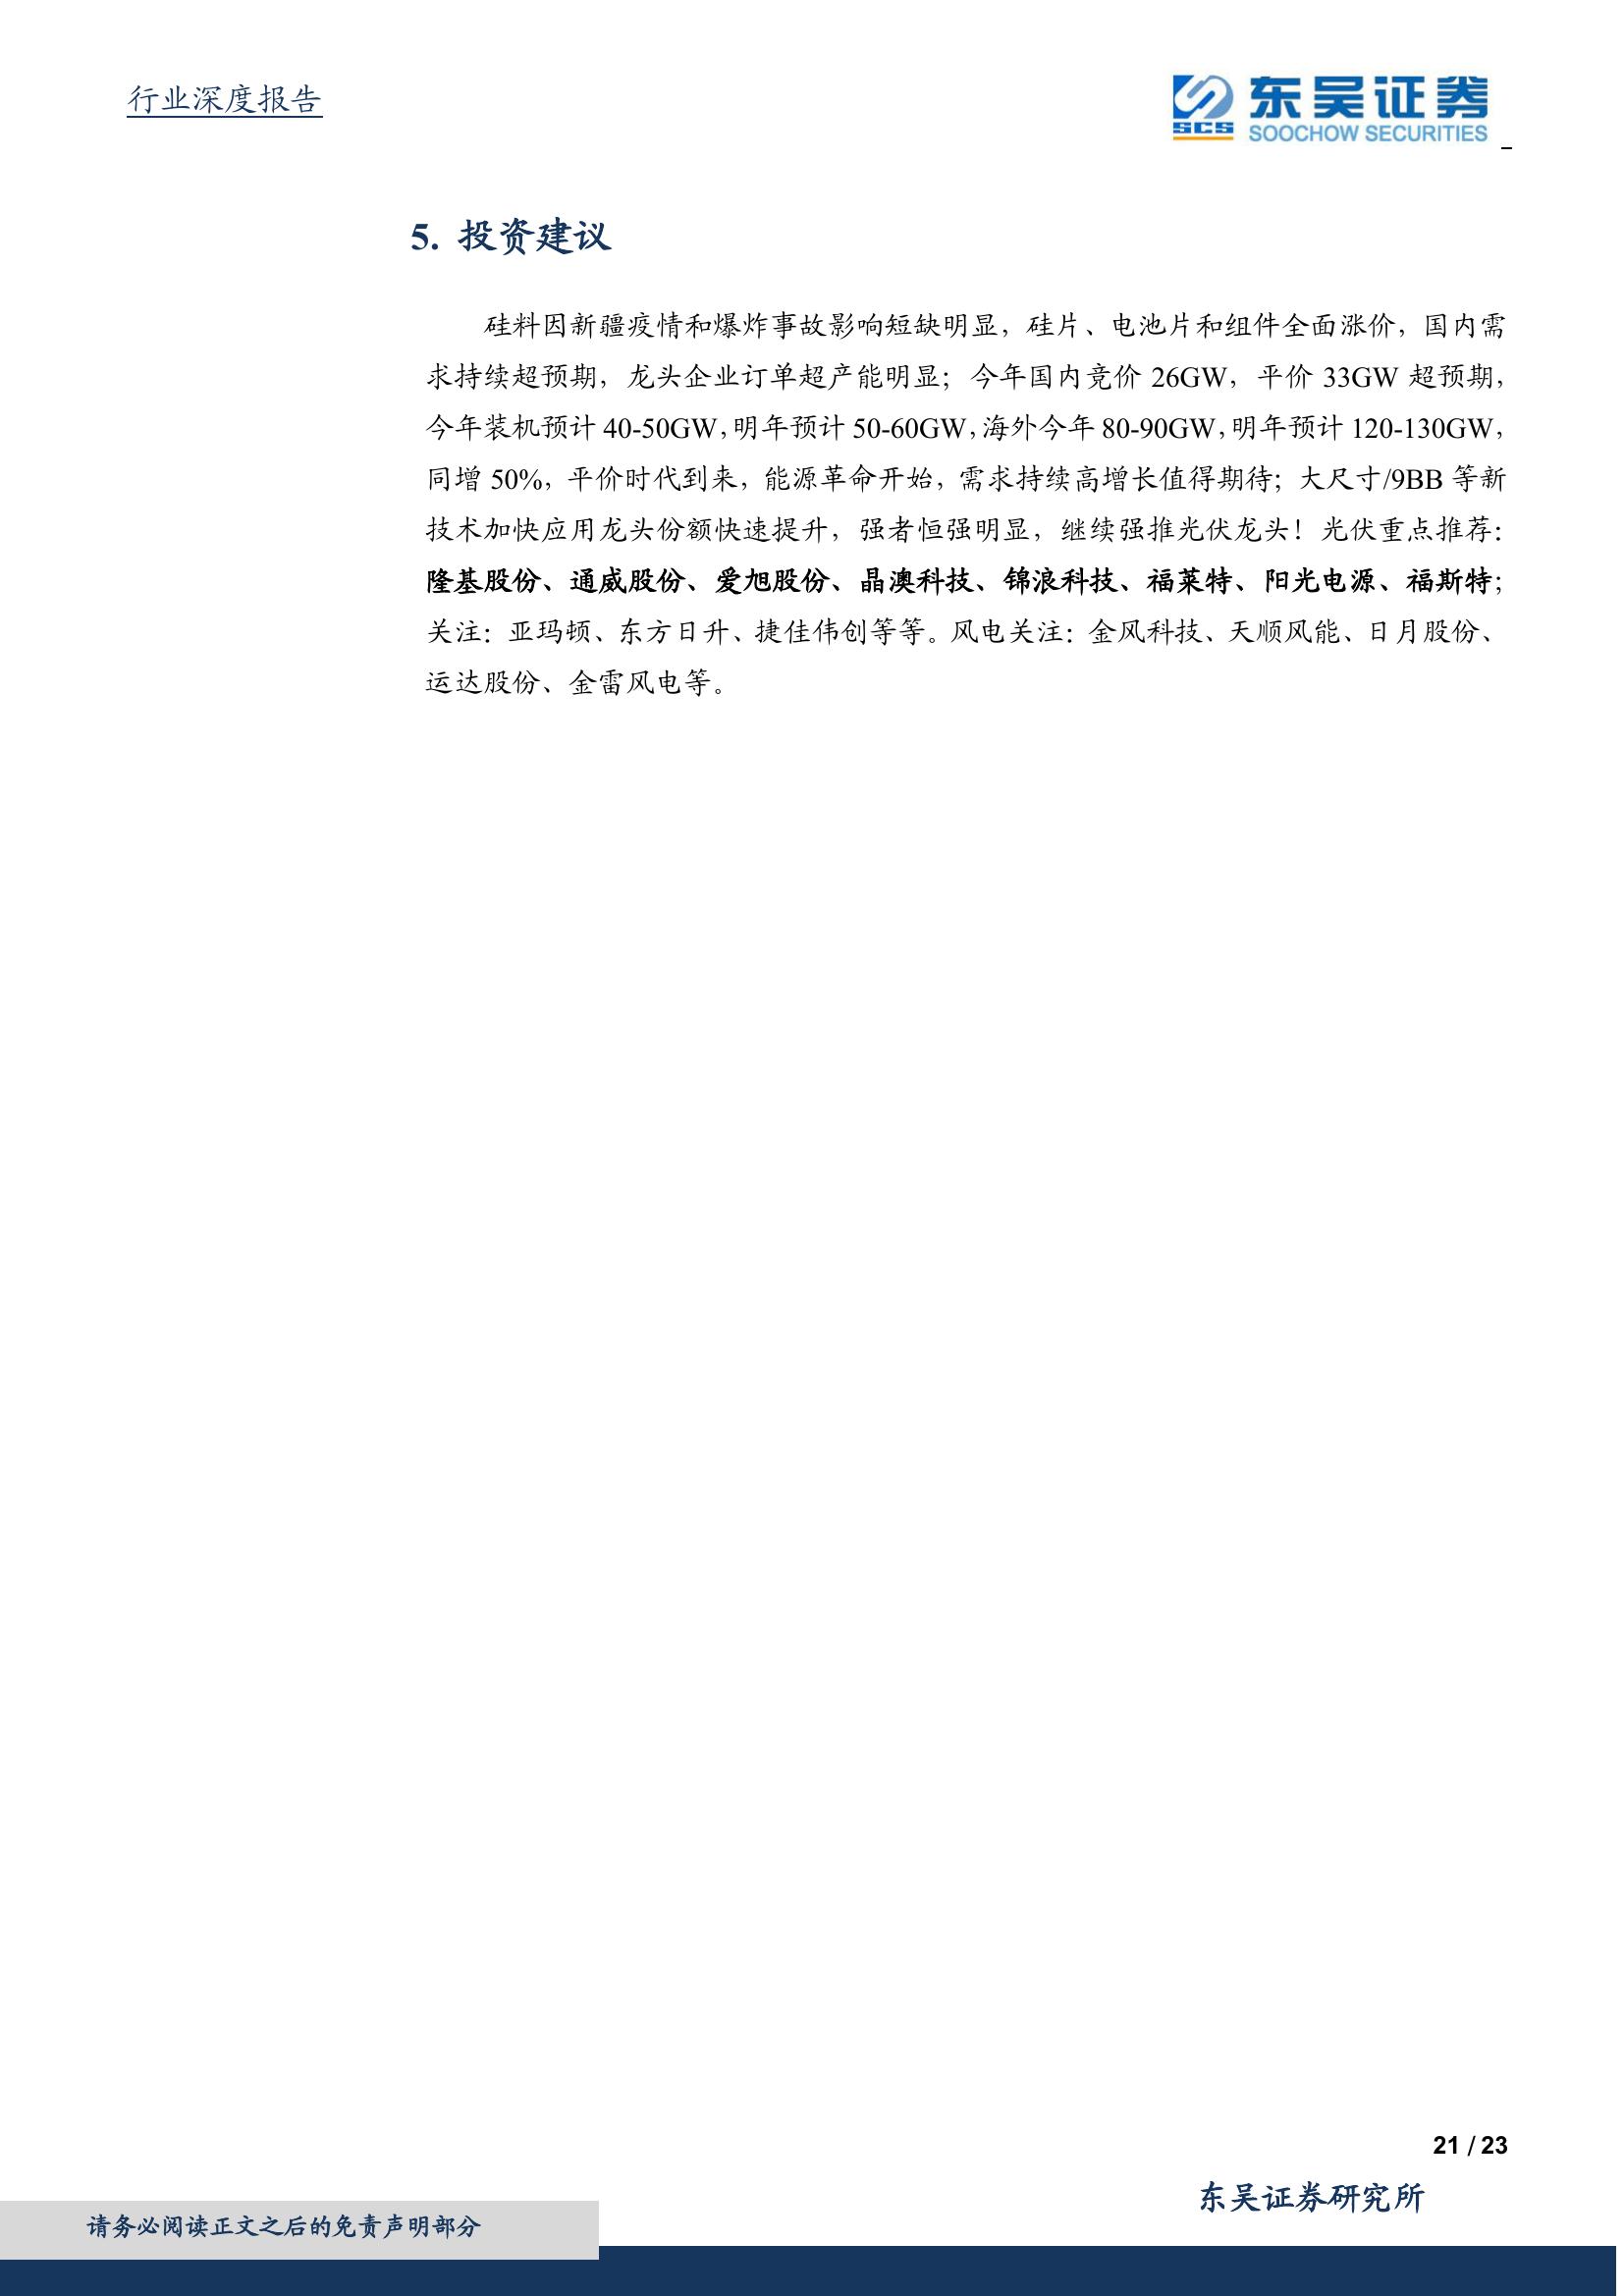 行业深度报告
SCS
东吴证券
SOOCHOW SECURITIES
5. 投资建议
硅料因新疆疫情和爆炸事故影响短缺明显，硅片、电池片和组件全面涨价，国内需
求持续超预期，龙头企业订单超产能明显；今年国内竞价 26GW，平价 33GW 超预期，
今年装机预计 40-50GW，明年预计 50-60GW，海外今年 80-90GW，明年预计 120-130GW，
同增 50%，平价时代到来，能源革命开始，需求持续高增长值得期待；大尺寸/9BB 等新
技术加快应用龙头份额快速提升，强者恒强明显，继续强推光伏龙头！光伏重点推荐：
隆基股份、通威股份、爱旭股份、晶澳科技、锦浪科技、福莱特、阳光电源、福斯特；
关注：亚玛顿、东方日升、捷佳伟创等等。风电关注：金风科技、天顺风能、日月股份、
运达股份、金雷风电等。
21 / 23
东吴证券研究所
请务必阅读正文之后的免责声明部分